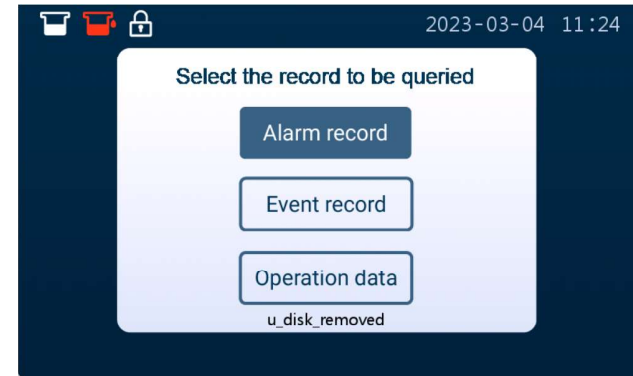 2023-03-04 11:24
Select the record to be queried
Alarm record
Event record
Operation data
u_disk_removed